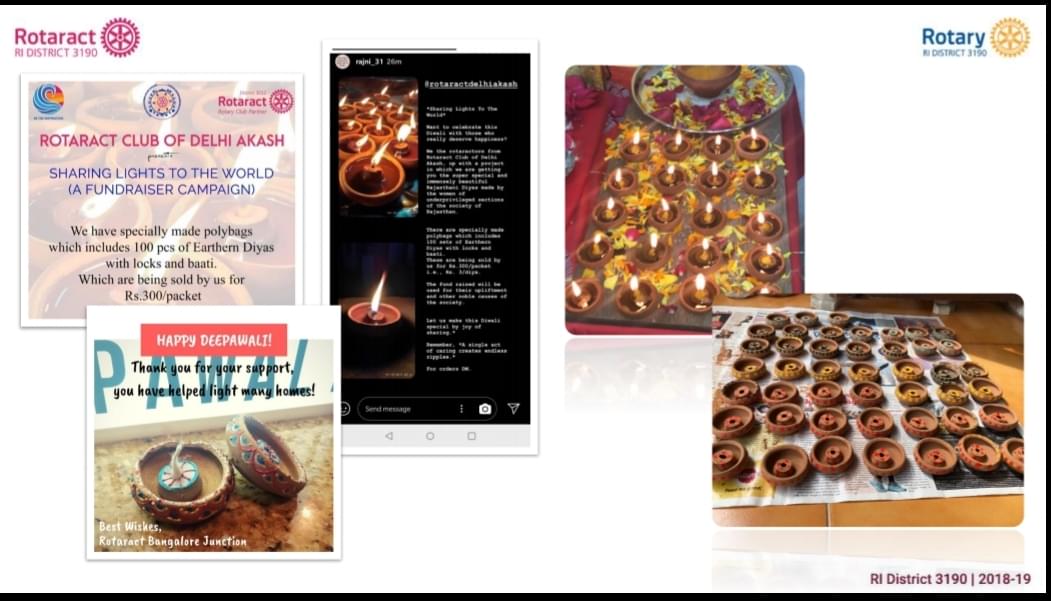 Rotaract
RI DISTRICT 3190
Rotary
RI DISTRICT 3190
Rotaract
Rotary Club Partner
ROTARACT CLUB OF DELHI AKASH
presents
SHARING LIGHTS TO THE WORLD
(A FUNDRAISER CAMPAIGN)
We have specially made polybags
which includes 100 pcs of Earthern Diyas
with locks and baati.
Which are being sold by us for
Rs.300/packet
HAPPY DEEPAWALI!
Thank you for your support,
you have helped light many homes!
Best Wishes,
Rotaract Bangalore Junction
rajni_31 26m
@rotaractdelhiakash
"Sharing Lights To The
World"
Want to celebrate this
Diwali with those who
really deserve happiness?
We the rotaractors from
Rotaract Club of Delhi
Akash, up with a project
in which we are getting
you the super special and
immensely beautiful
Rajasthani Diyas made by
the women of
underprivileged sections
of the society of
Rajasthan.
There are specially made
polybags which includes
100 sets of Earthern
Diyas with locks and
baati.
These are being sold by
us for Rs.300/packet
i.e., Rs. 3/diya.
The fund raised will be
used for their upliftment
and other noble causes of
the society.
Let us make this Diwali
special by joy of
sharing."
Remember, "A single act
of caring creates endless
ripples."
For orders DM.
Send message
RI District 3190 | 2018-19